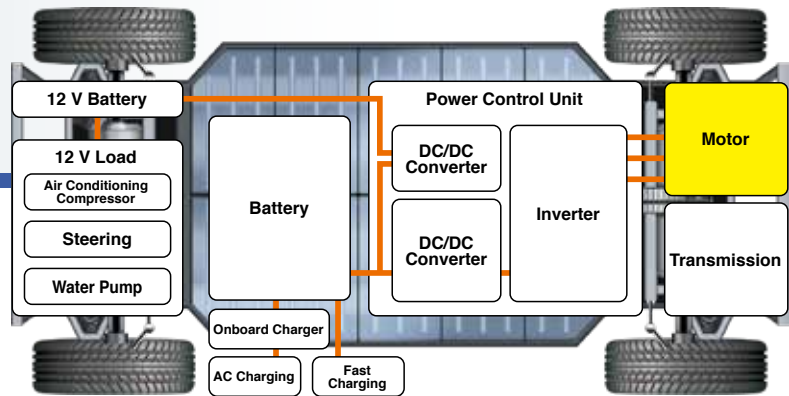 12 V Battery
12 V Load
Air Conditioning
Compressor
Steering
Water Pump
Battery
Onboard Charger
AC Charging
Fast
Charging
Power Control Unit
DC/DC
Converter
DC/DC
Converter
Inverter
Motor
Transmission